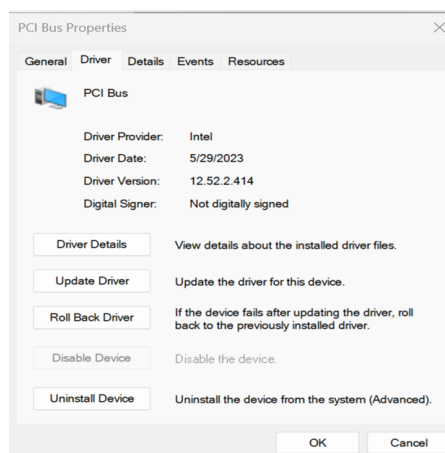 PCI Bus Properties
General Driver Details Events Resources
PCI Bus
Driver Provider: Intel
Driver Date: 5/29/2023
Driver Version: 12.52.2.414
Digital Signer: Not digitally signed
Driver Details View details about the installed driver files.
Update Driver Update the driver for this device.
Roll Back Driver If the device fails after updating the driver, roll
back to the previously installed driver.
Disable Device Disable the device.
Uninstall Device Uninstall the device from the system (Advanced).
OK Cancel